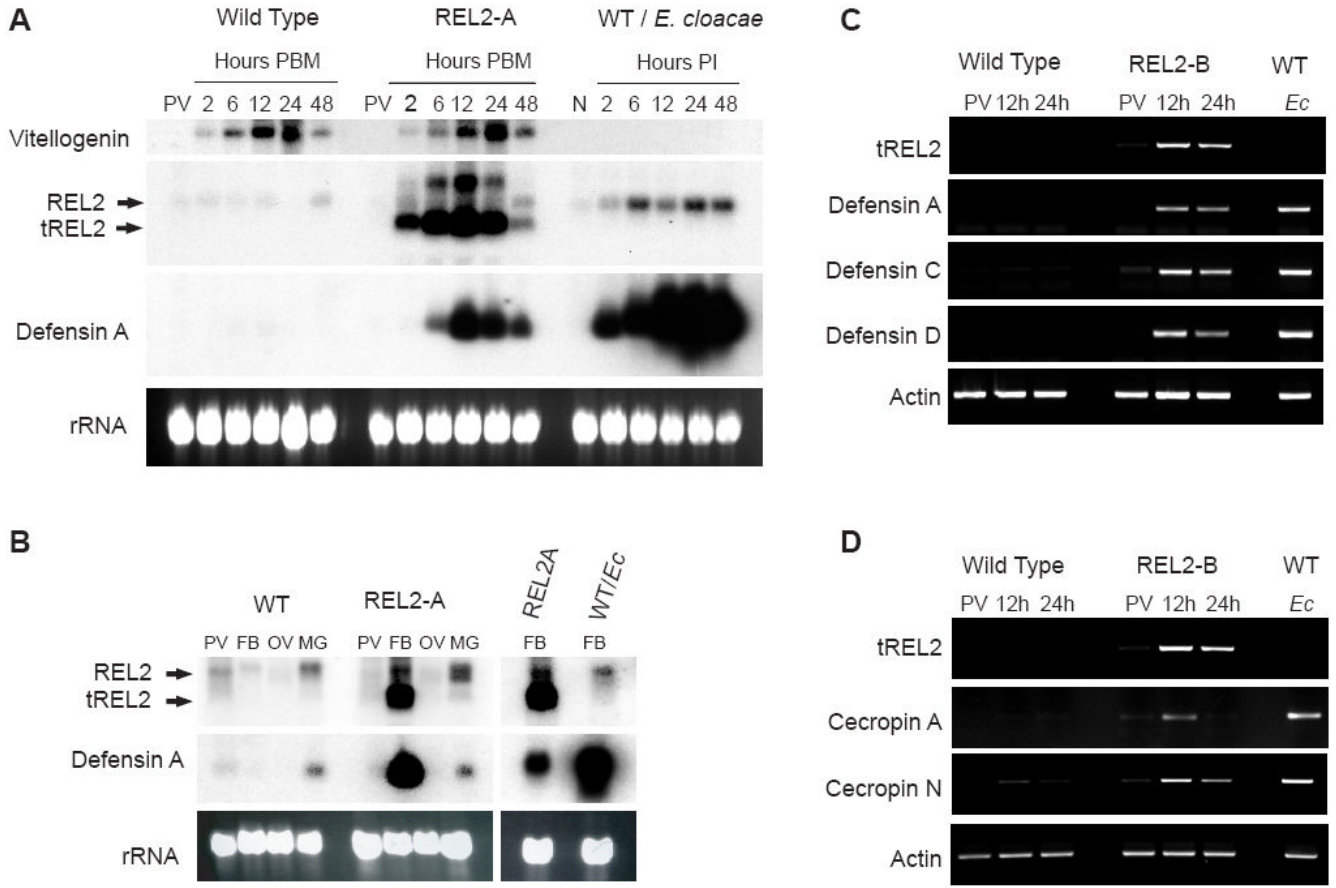 A
Wild Type REL2-A WT / E. cloacae
Hours PBM Hours PBM Hours PI
PV 2 6 12 24 48 PV 2 6 12 24 48 N 2 6 12 24 48
Vitellogenin
REL2
tREL2
Defensin A
rRNA
B
WT REL2-A REL2A WT/Ec
PV FB OV MG PV FB OV MG FB FB
REL2
tREL2
Defensin A
rRNA
C
Wild Type REL2-B WT
PV 12h 24h PV 12h 24h Ec
tREL2
Defensin A
Defensin C
Defensin D
Actin
D
Wild Type REL2-B WT
PV 12h 24h PV 12h 24h Ec
tREL2
Cecropin A
Cecropin N
Actin